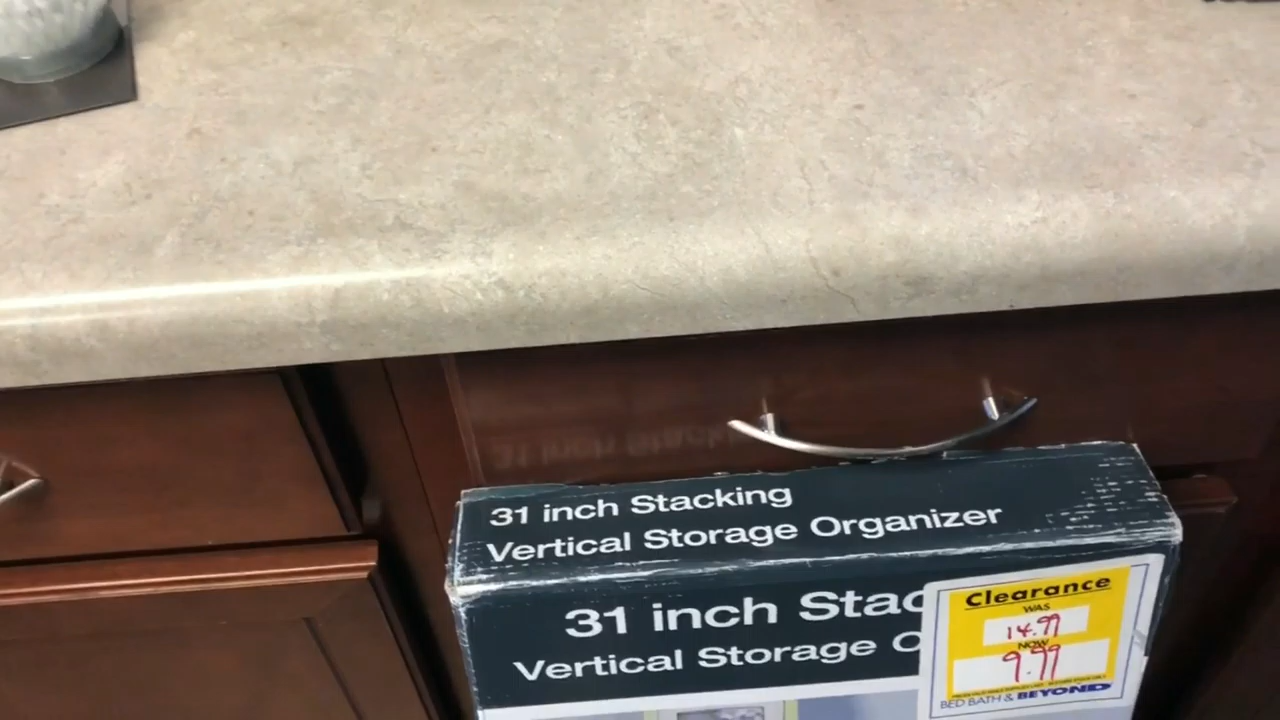 31 inch Stacking
Vertical Storage Organizer
31 inch Stac
Vertical Storage O
Clearance
WAS
14.99
NOW
9.99
BED BATH & BEYOND